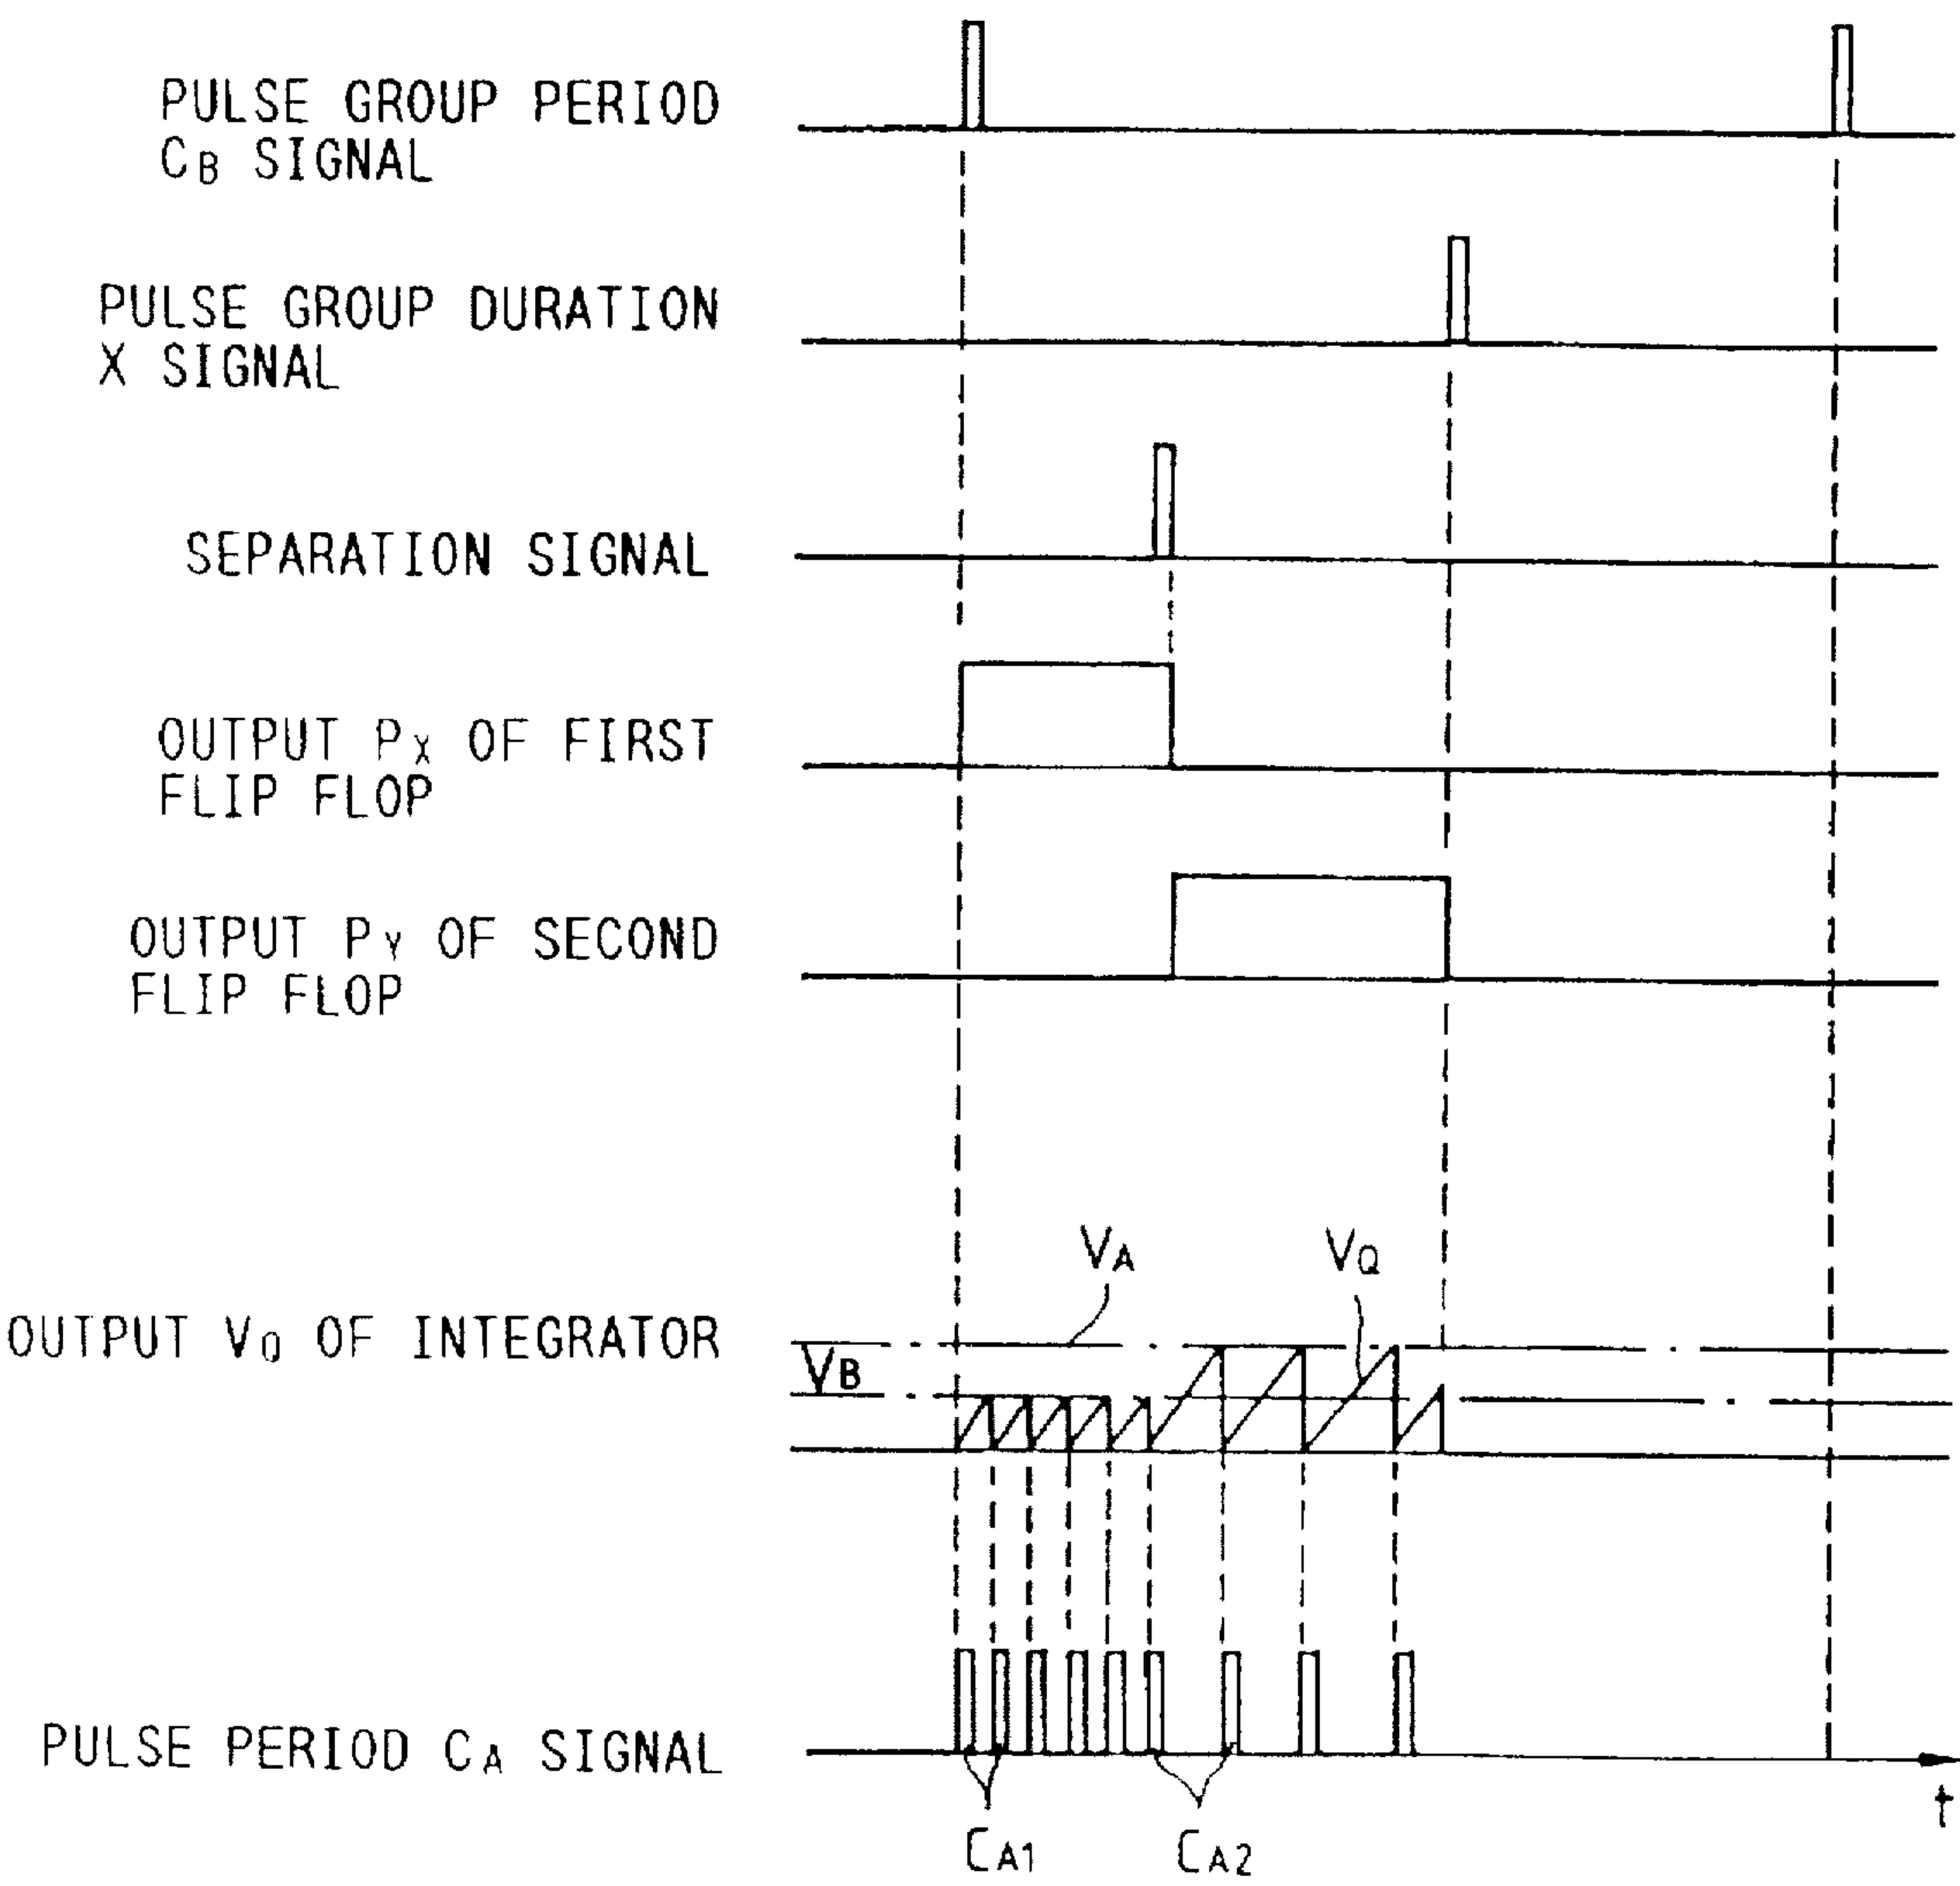 PULSE GROUP PERIOD
CB SIGNAL
PULSE GROUP DURATION
X SIGNAL
SEPARATION SIGNAL
OUTPUT PX OF FIRST
FLIP FLOP
OUTPUT PY OF SECOND
FLIP FLOP
VA
VQ
OUTPUT VQ OF INTEGRATOR
VB
PULSE PERIOD CA SIGNAL
t
CA1
CA2